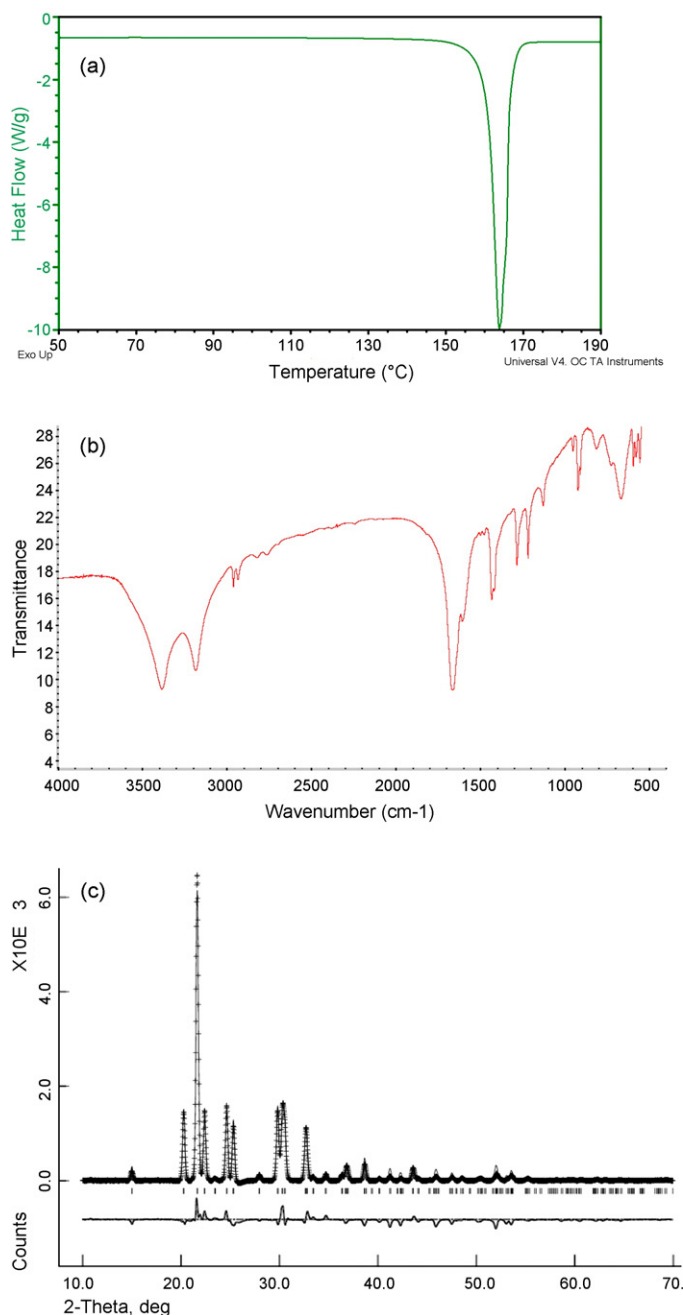 (a)
Heat Flow (W/g)
0
-2
-4
-6
-8
-10
50 70 90 110 130 150 170 190
Exo Up
Temperature (°C)
Universal V4. OC TA Instruments
(b)
Transmittance
28
26
24
22
20
18
16
14
12
10
8
6
4
4000 3500 3000 2500 2000 1500 1000 500
Wavenumber (cm-1)
(c)
X10E 3
Counts
6.0
4.0
2.0
0.0
10.0 20.0 30.0 40.0 50.0 60.0 70.
2-Theta, deg